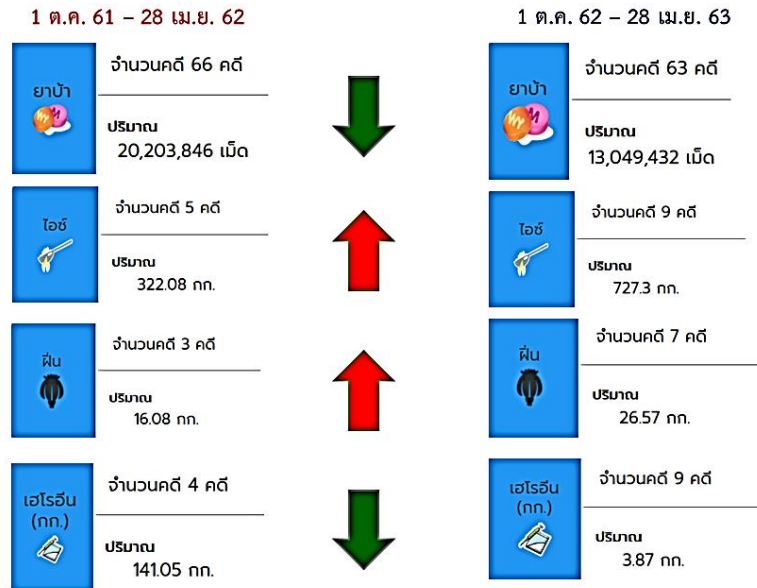 1 ต.ค. 61 – 28 เม.ย. 62
1 ต.ค. 62 – 28 เม.ย. 63
ยาบ้า
จำนวนคดี 66 คดี
ปริมาณ
20,203,846 เม็ด
ยาบ้า
จำนวนคดี 63 คดี
ปริมาณ
13,049,432 เม็ด
ไอซ์
จำนวนคดี 5 คดี
ปริมาณ
322.08 กก.
ไอซ์
จำนวนคดี 9 คดี
ปริมาณ
727.3 กก.
ฝิ่น
จำนวนคดี 3 คดี
ปริมาณ
16.08 กก.
ฝิ่น
จำนวนคดี 7 คดี
ปริมาณ
26.57 กก.
เฮโรอีน
(กก.)
จำนวนคดี 4 คดี
ปริมาณ
141.05 กก.
เฮโรอีน
(กก.)
จำนวนคดี 9 คดี
ปริมาณ
3.87 กก.